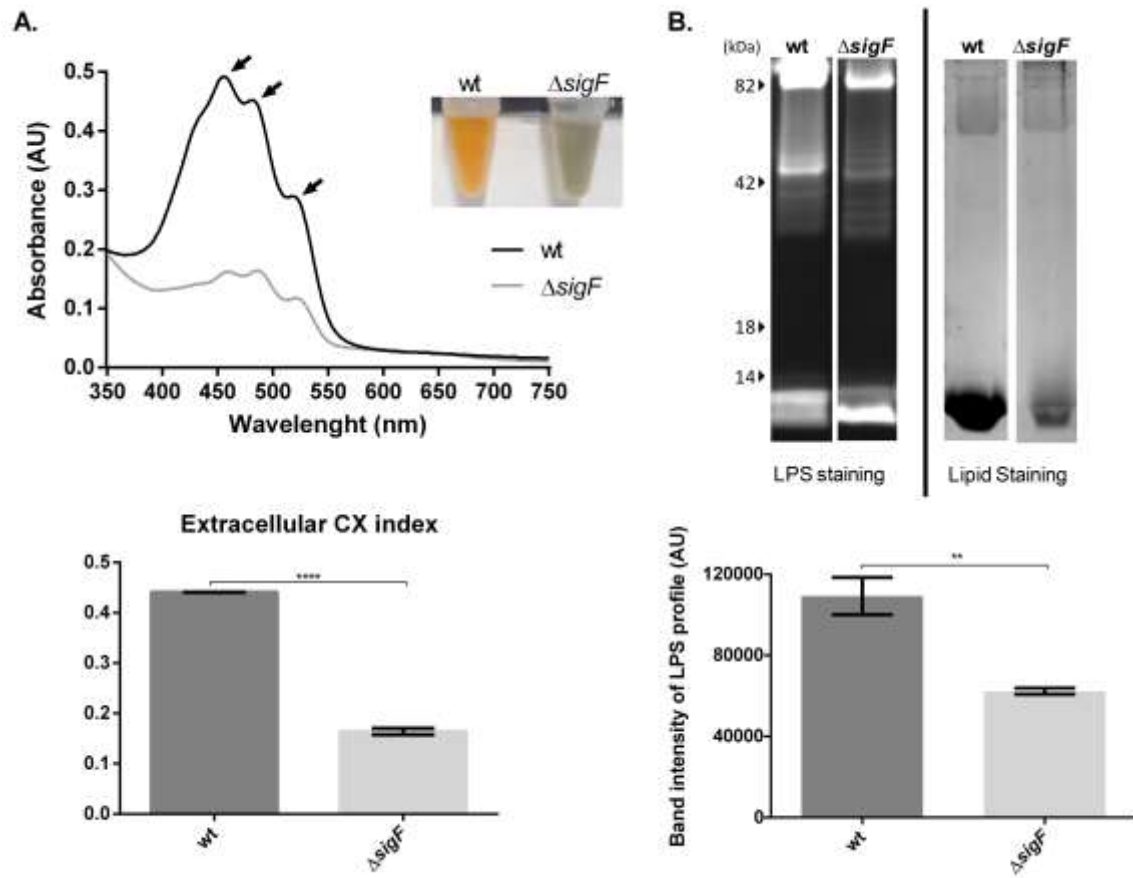 A.
0.5
0.4
0.3
0.2
0.1
0.0
Absorbance (AU)
350 400 450 500 550 600 650 700 750
Wavelenght (nm)
wt ΔsigF
wt
ΔsigF
B.
(kDa) wt ΔsigF wt ΔsigF
82
42
18
14
LPS staining Lipid Staining
Extracellular CX index
0.5
0.4
0.3
0.2
0.1
0.0
****
wt ΔsigF
Band intensity of LPS profile (AU)
120000
80000
40000
0
**
wt ΔsigF